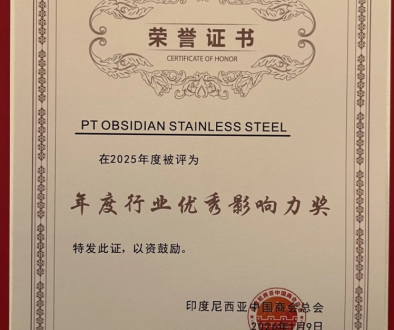 荣誉证书
CERTIFICATE OF HONOR
PT OBSIDIAN STAINLESS STEEL
在2025年度被评为
年度行业优秀影响力奖
特发此证，以资鼓励。
印度尼西亚中国商会总会